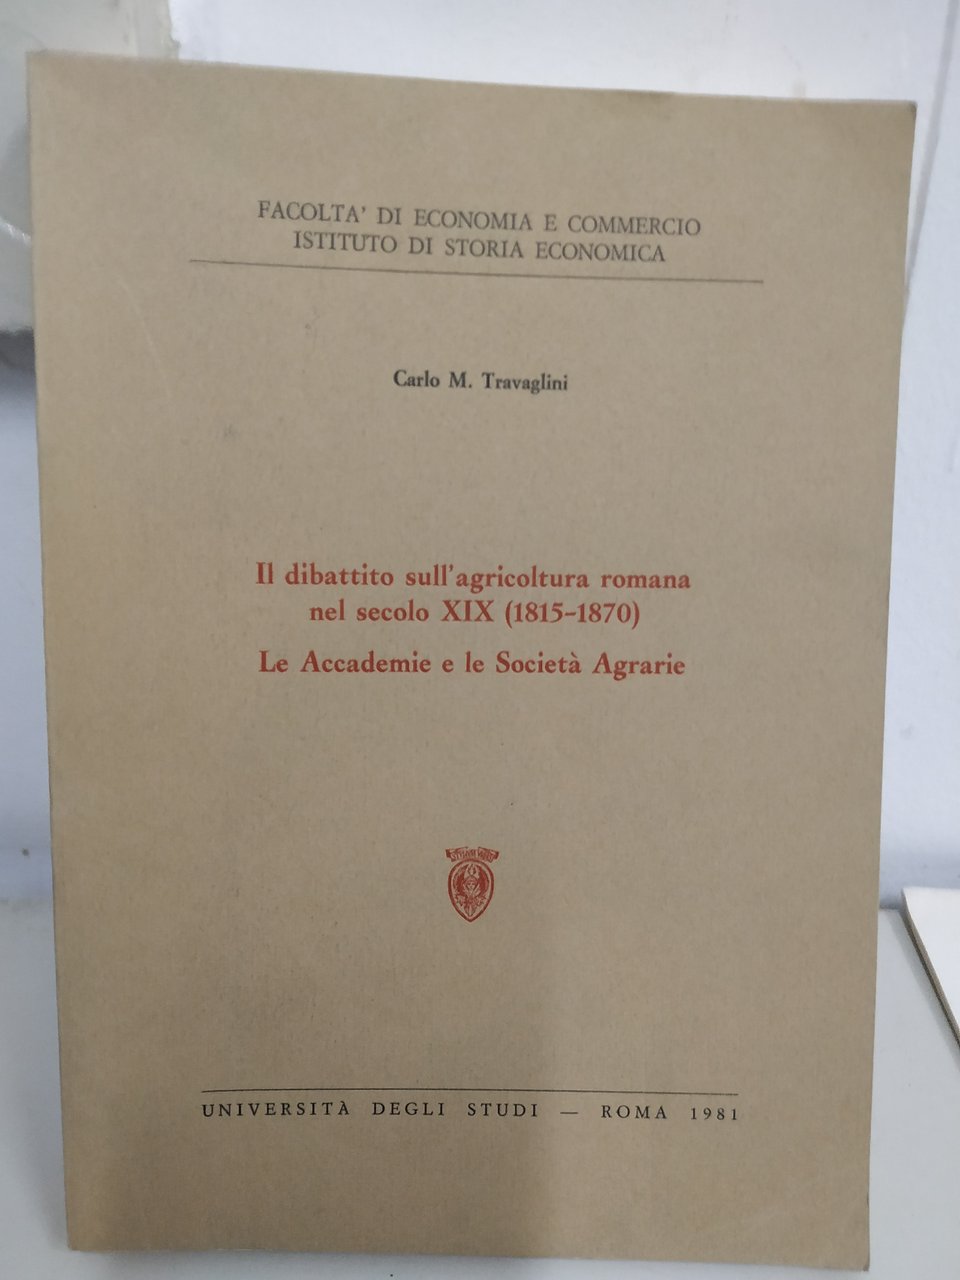 FACOLTA' DI ECONOMIA E COMMERCIO
ISTITUTO DI STORIA ECONOMICA
Carlo M. Travaglini
Il dibattito sull'agricoltura romana
nel secolo XIX (1815-1870)
Le Accademie e le Società Agrarie
UNIVERSITÀ DEGLI STUDI — ROMA 1981